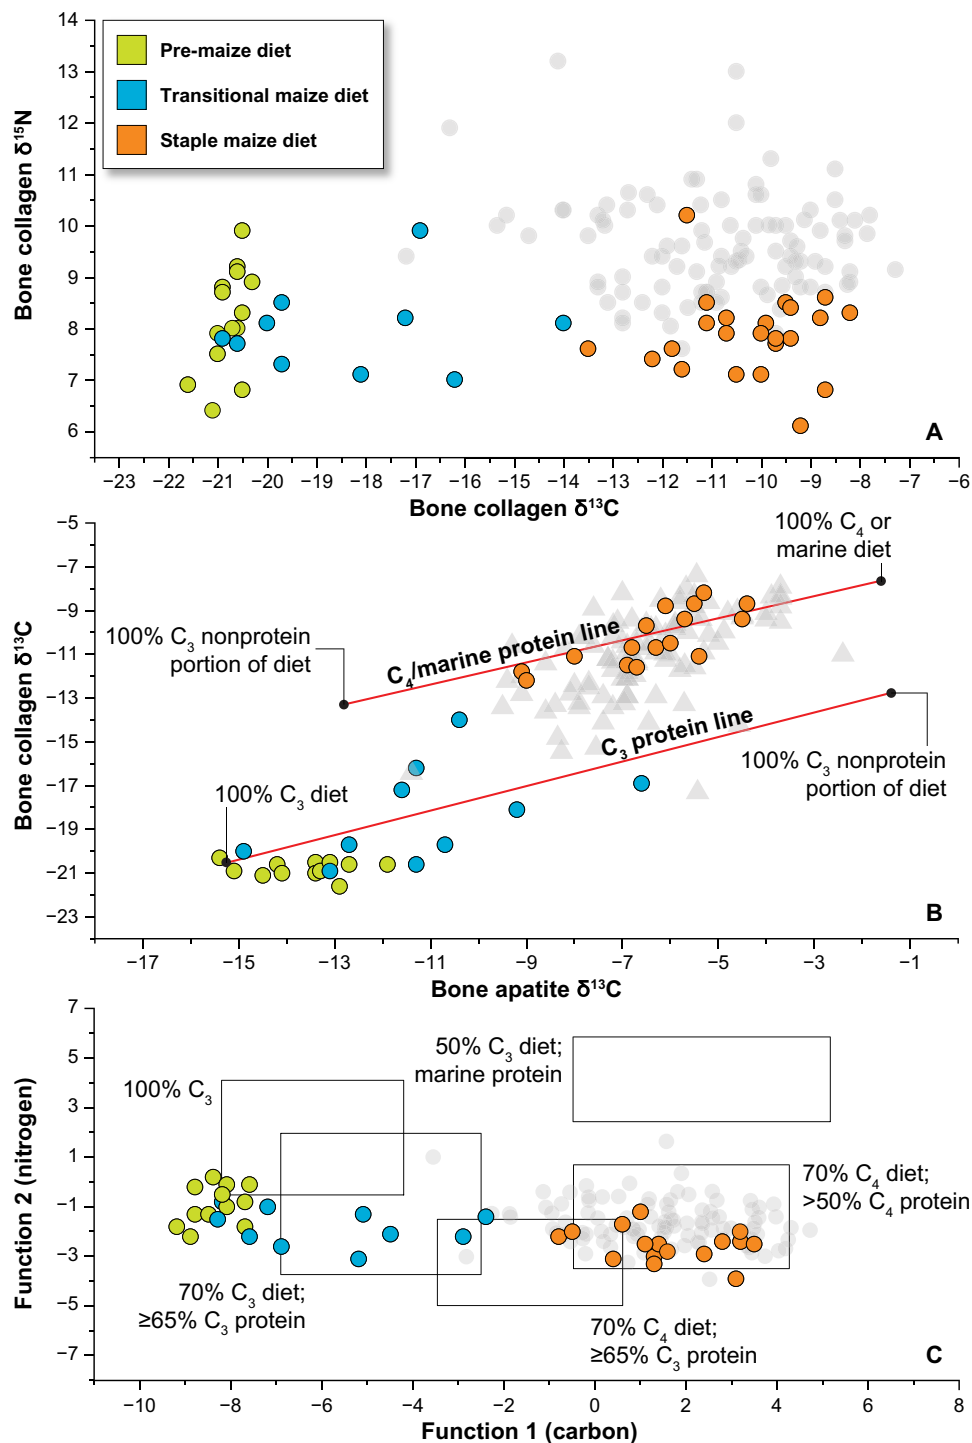 14
13
12
11
10
9
8
7
6
Bone collagen δ¹⁵N
Pre-maize diet
Transitional maize diet
Staple maize diet
A
−23 −22 −21 −20 −19 −18 −17 −16 −15 −14 −13 −12 −11 −10 −9 −8 −7 −6
Bone collagen δ¹³C
−5
−7
−9
−11
−13
−15
−17
−19
−21
−23
Bone collagen δ¹³C
100% C₄ or
marine diet
100% C₃ nonprotein
portion of diet
C₄/marine protein line
C₃ protein line
100% C₃ nonprotein
portion of diet
100% C₃ diet
B
−17 −15 −13 −11 −9 −7 −5 −3 −1
Bone apatite δ¹³C
7
5
3
1
−1
−3
−5
−7
Function 2 (nitrogen)
50% C₃ diet;
marine protein
100% C₃
70% C₄ diet;
>50% C₄ protein
70% C₃ diet;
≥65% C₃ protein
70% C₄ diet;
≥65% C₃ protein
C
−10 −8 −6 −4 −2 0 2 4 6 8
Function 1 (carbon)